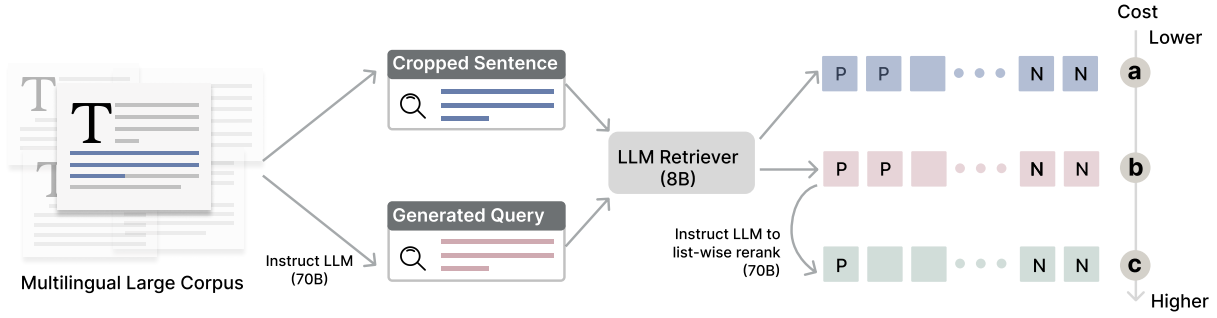 Cost
Lower
T
T
T
Multilingual Large Corpus
Cropped Sentence
Generated Query
Instruct LLM
(70B)
LLM Retriever
(8B)
P P N N
a
P P N N
b
Instruct LLM to
list-wise rerank
(70B)
P N N
c
Higher